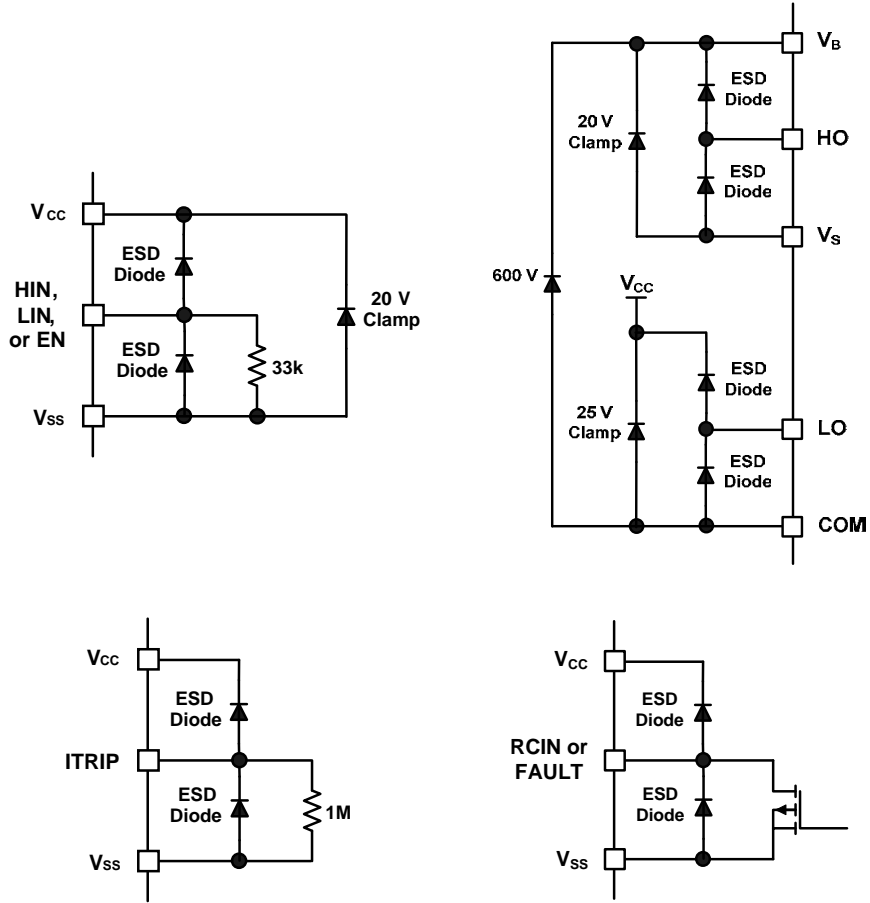 VCC
HIN,
LIN,
or EN
VSS
ESD
Diode
ESD
Diode
33k
20 V
Clamp
VB
HO
VS
ESD
Diode
ESD
Diode
20 V
Clamp
600 V
VCC
25 V
Clamp
ESD
Diode
ESD
Diode
LO
COM
VCC
ITRIP
VSS
ESD
Diode
ESD
Diode
1M
VCC
RCIN or
FAULT
VSS
ESD
Diode
ESD
Diode